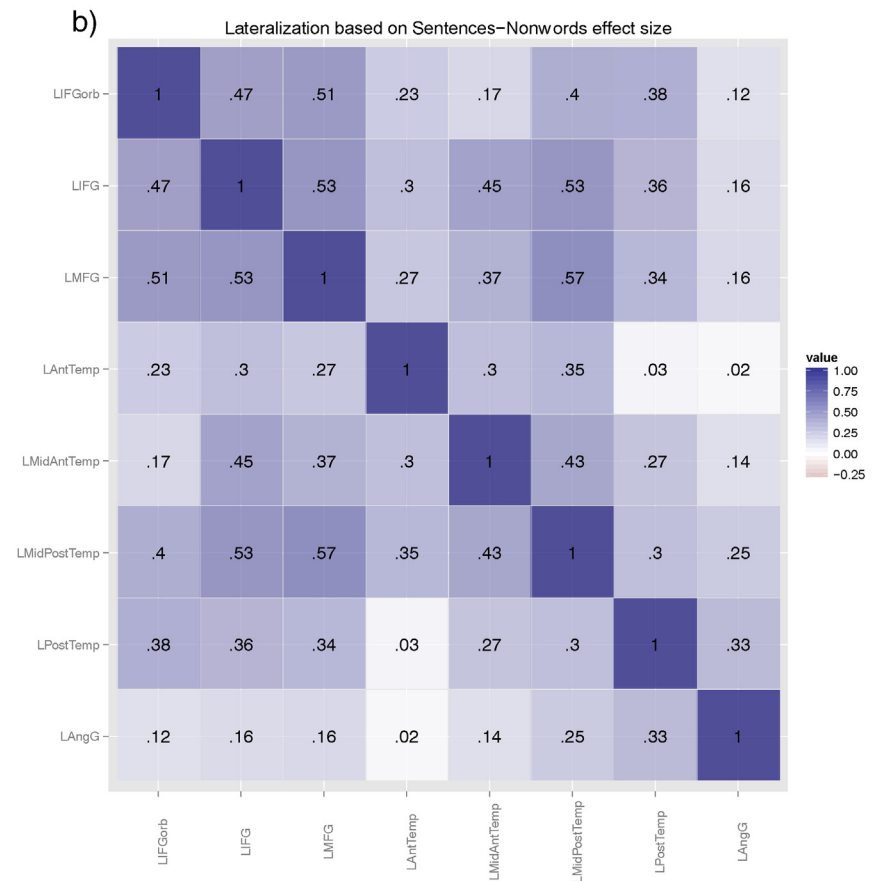 b)
Lateralization based on Sentences−Nonwords effect size
LIFGorb 1 .47 .51 .23 .17 .4 .38 .12
LIFG .47 1 .53 .3 .45 .53 .36 .16
LMFG .51 .53 1 .27 .37 .57 .34 .16
LAntTemp .23 .3 .27 1 .3 .35 .03 .02
LMidAntTemp .17 .45 .37 .3 1 .43 .27 .14
LMidPostTemp .4 .53 .57 .35 .43 1 .3 .25
LPostTemp .38 .36 .34 .03 .27 .3 1 .33
LAngG .12 .16 .16 .02 .14 .25 .33 1
LIFGorb LIFG LMFG LAntTemp LMidAntTemp LMidPostTemp LPostTemp LAngG
value
1.00
0.75
0.50
0.25
0.00
−0.25